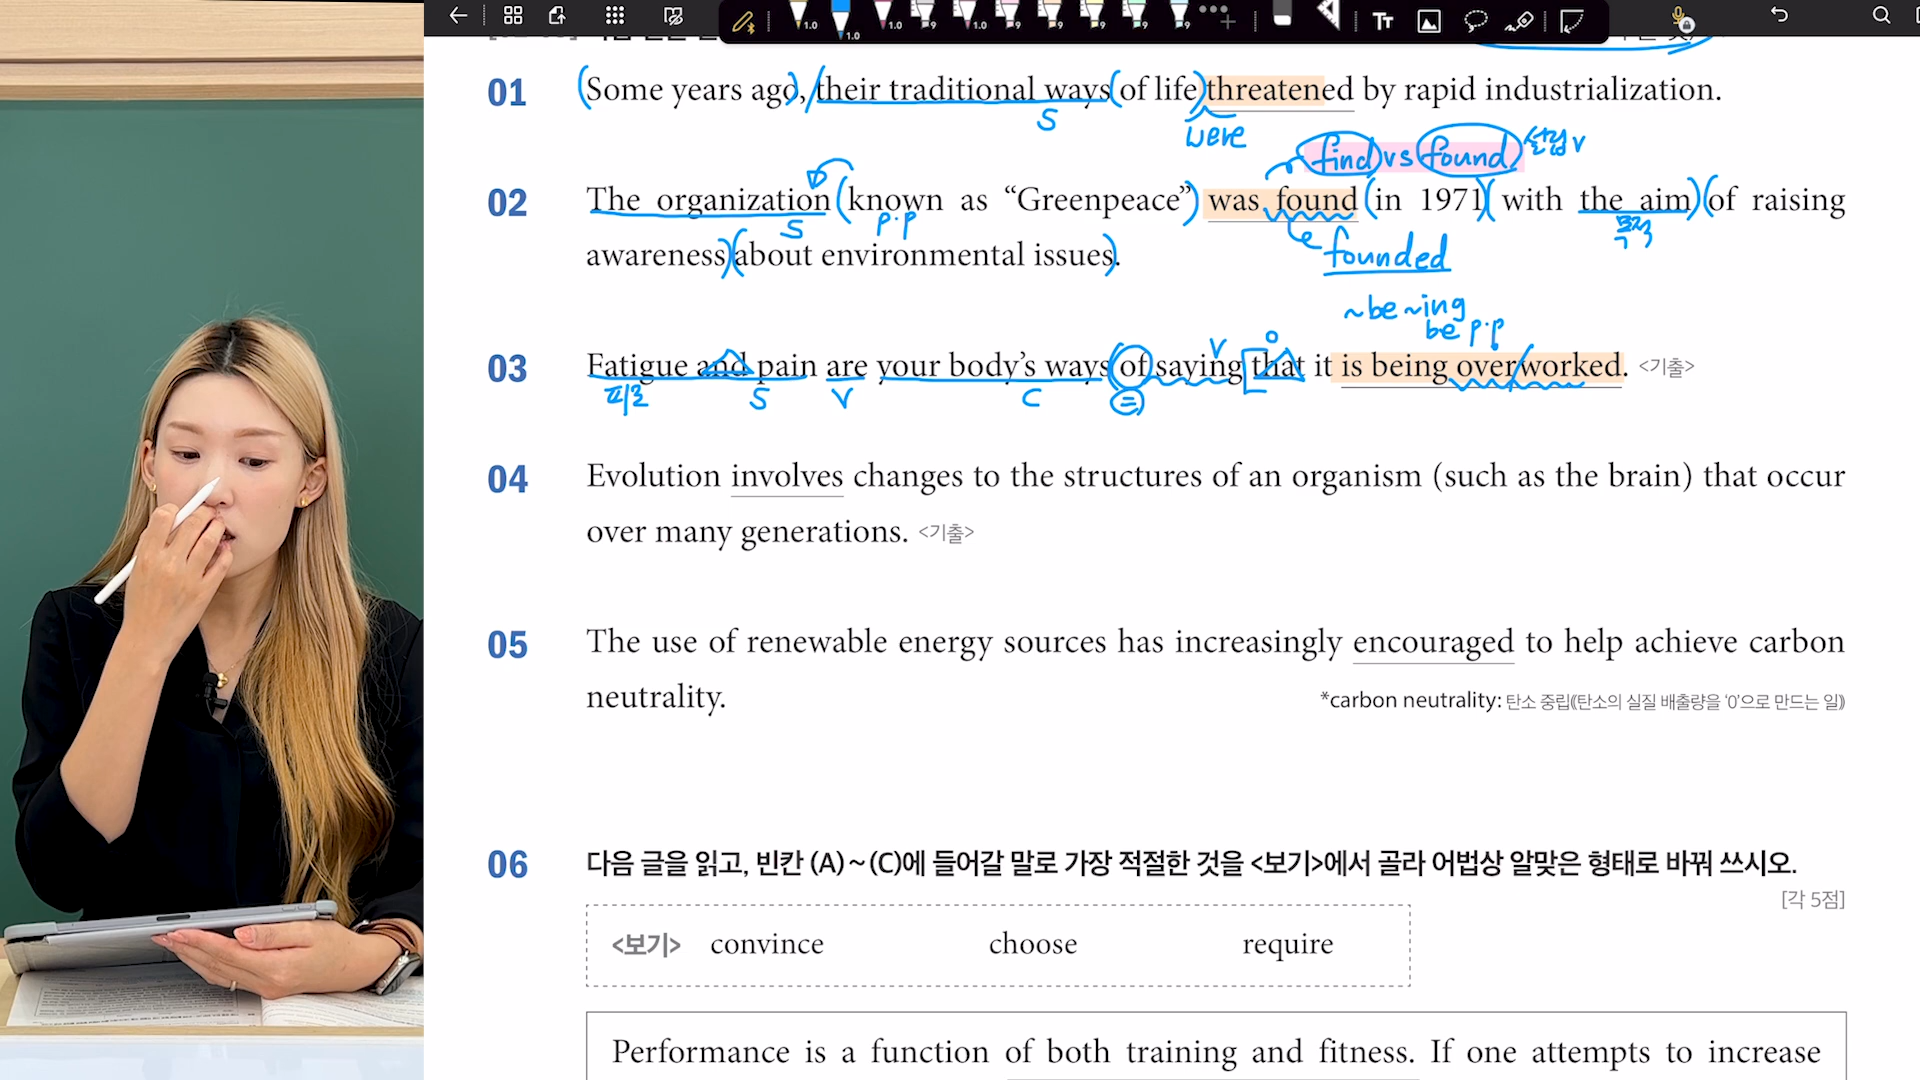 01 (Some years ago), / their traditional ways (of life) threatened by rapid industrialization.
S
were
find vs found 설립 v
02 The organization (known as “Greenpeace”) was found (in 1971) (with the aim) (of raising
S p.p 목적
awareness) (about environmental issues).
founded
~be ~ing
be p.p
03 Fatigue and pain are your body’s ways of saying that it is being over/worked. <기출>
피로 S V C = V O
04 Evolution involves changes to the structures of an organism (such as the brain) that occur
over many generations. <기출>
05 The use of renewable energy sources has increasingly encouraged to help achieve carbon
neutrality.
*carbon neutrality: 탄소 중립((탄소의 실질 배출량을 ‘0’으로 만드는 일))
06 다음 글을 읽고, 빈칸 (A)~(C)에 들어갈 말로 가장 적절한 것을 <보기>에서 골라 어법상 알맞은 형태로 바꿔 쓰시오.
[각 5점]
<보기> convince choose require
Performance is a function of both training and fitness. If one attempts to increase